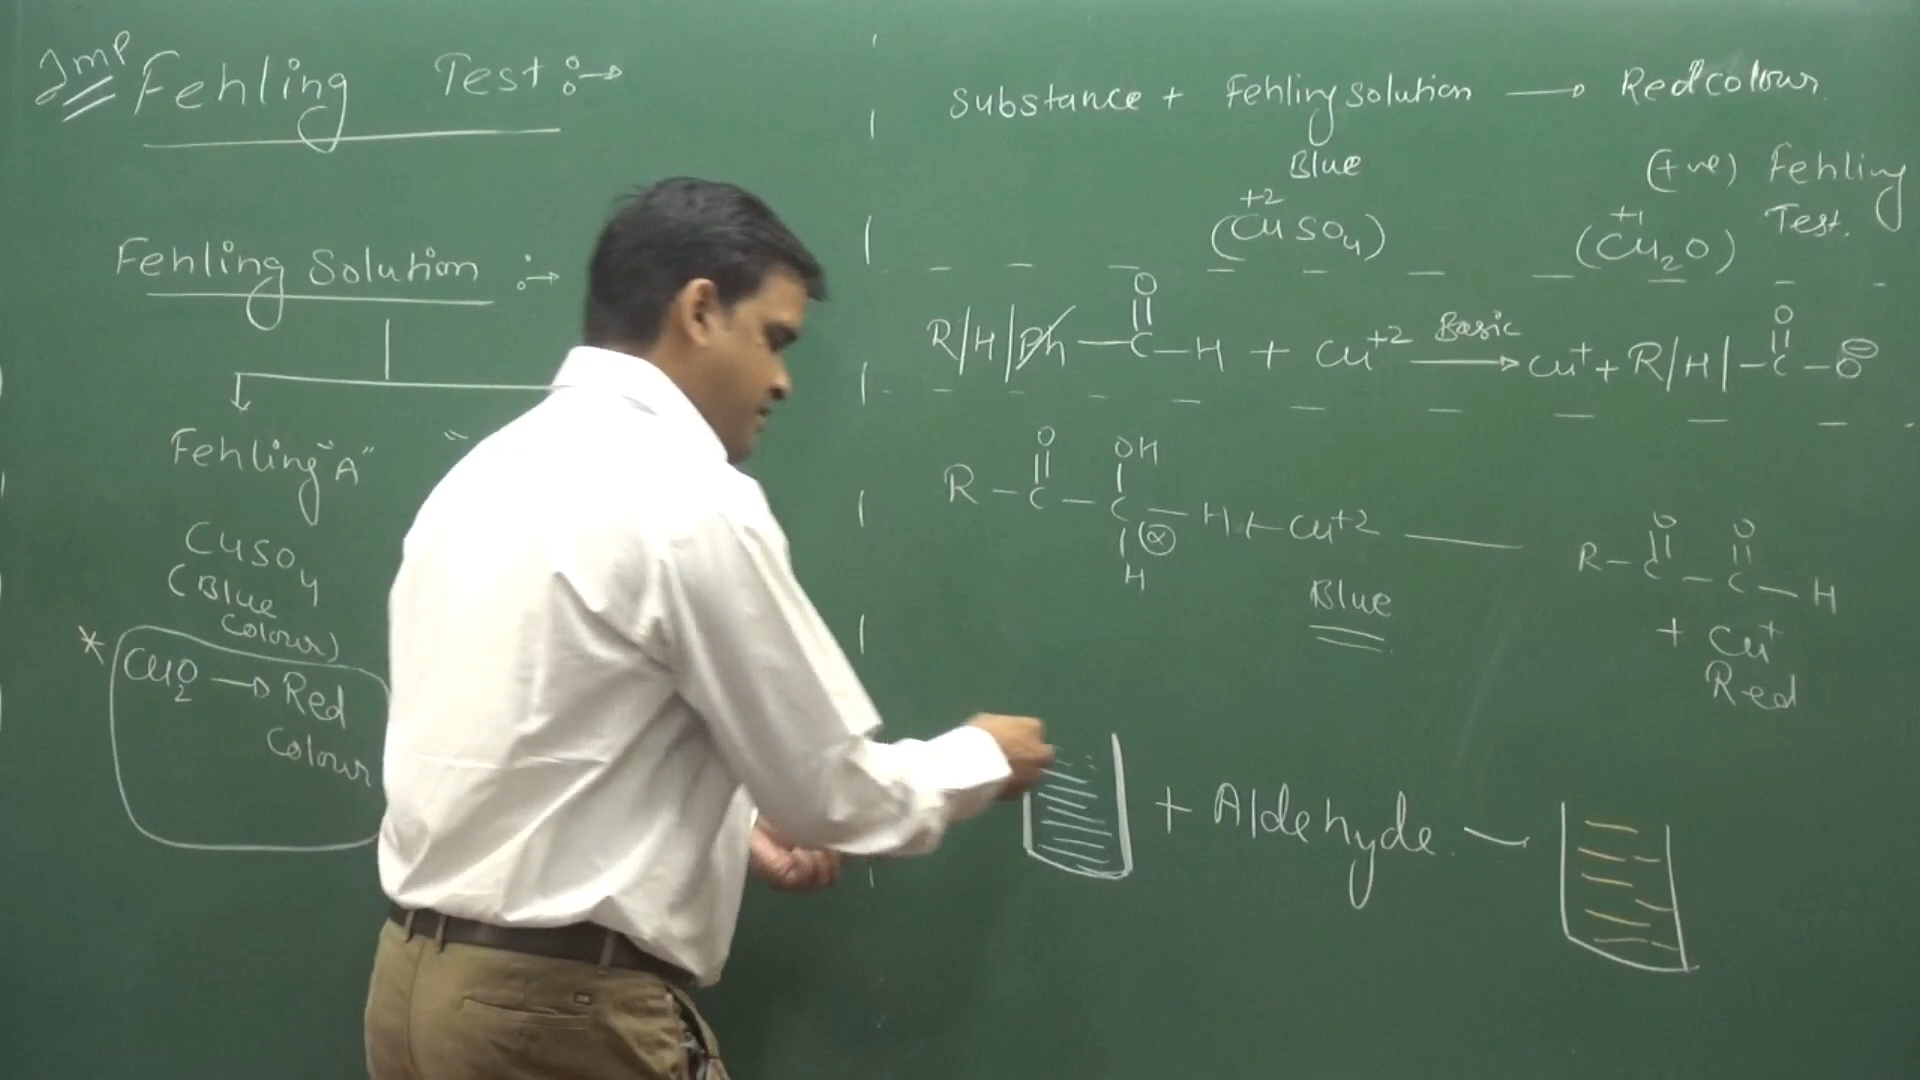 Imp
Fehling Test :→
Fehling Solution :→
Fehling "A"
"
CuSO4
(Blue
Colour)
* CuO2 → Red
Colour
Substance + Fehling solution → Red colour
Blue
(+ve) Fehling
Test.
+2
(CuSO4)
+1
(Cu2O)
O
R/H/Ph — C — H + Cu+2 Basic → Cu+ + R/H/ — C — O⊖
O
O OH
R — C — C — H + Cu+2 —
(α)
H
Blue
O O
R — C — C — H
+ Cu+
Red
+ Aldehyde —